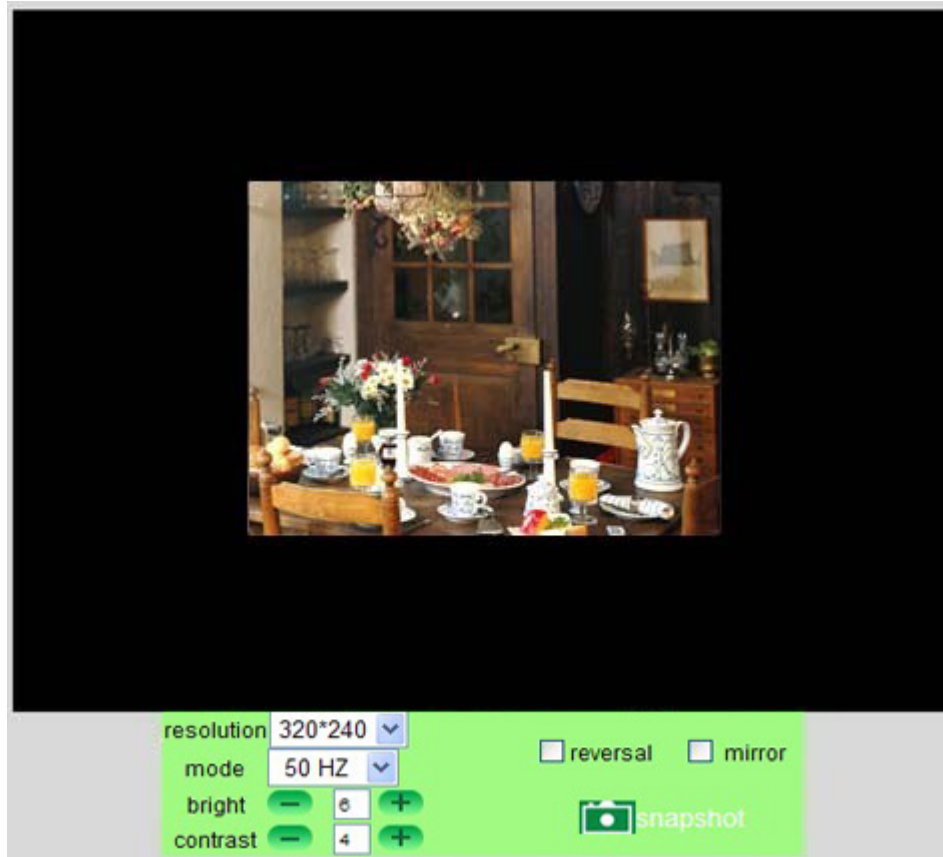 resolution 320*240
mode 50 HZ
reversal mirror
bright 6
contrast 4
snapshot